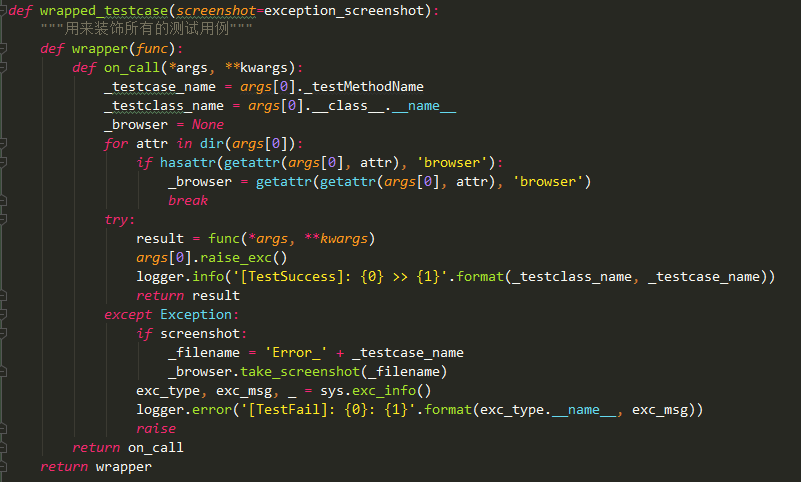 def wrapped_testcase(screenshot=exception_screenshot):
    """用来装饰所有的测试用例"""
    def wrapper(func):
        def on_call(*args, **kwargs):
            _testcase_name = args[0]._testMethodName
            _testclass_name = args[0].__class__.__name__
            _browser = None
            for attr in dir(args[0]):
                if hasattr(getattr(args[0], attr), 'browser'):
                    _browser = getattr(getattr(args[0], attr), 'browser')
                    break
            try:
                result = func(*args, **kwargs)
                args[0].raise_exc()
                logger.info('[TestSuccess]: {0} >> {1}'.format(_testclass_name, _testcase_name))
                return result
            except Exception:
                if screenshot:
                    _filename = 'Error_' + _testcase_name
                    _browser.take_screenshot(_filename)
                exc_type, exc_msg, _ = sys.exc_info()
                logger.error('[TestFail]: {0}: {1}'.format(exc_type.__name__, exc_msg))
                raise
        return on_call
    return wrapper